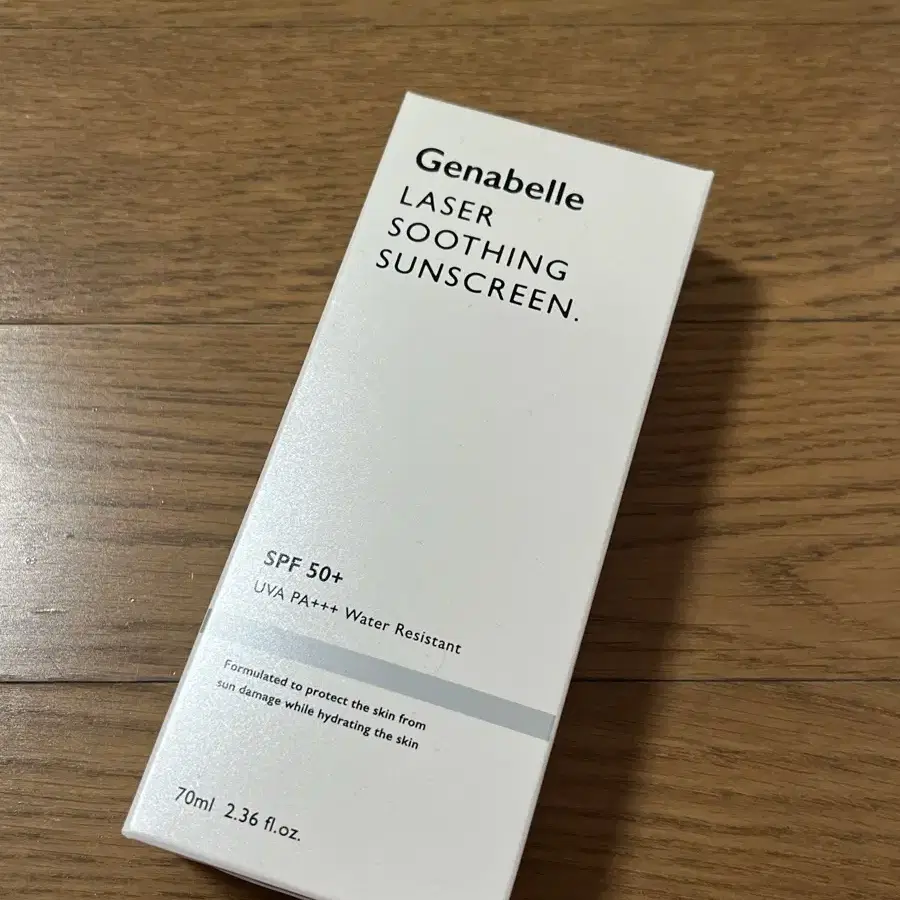 Genabelle
LASER
SOOTHING
SUNSCREEN.
SPF 50+
UVA PA+++ Water Resistant
Formulated to protect the skin from
sun damage while hydrating the skin
70ml 2.36 fl.oz.